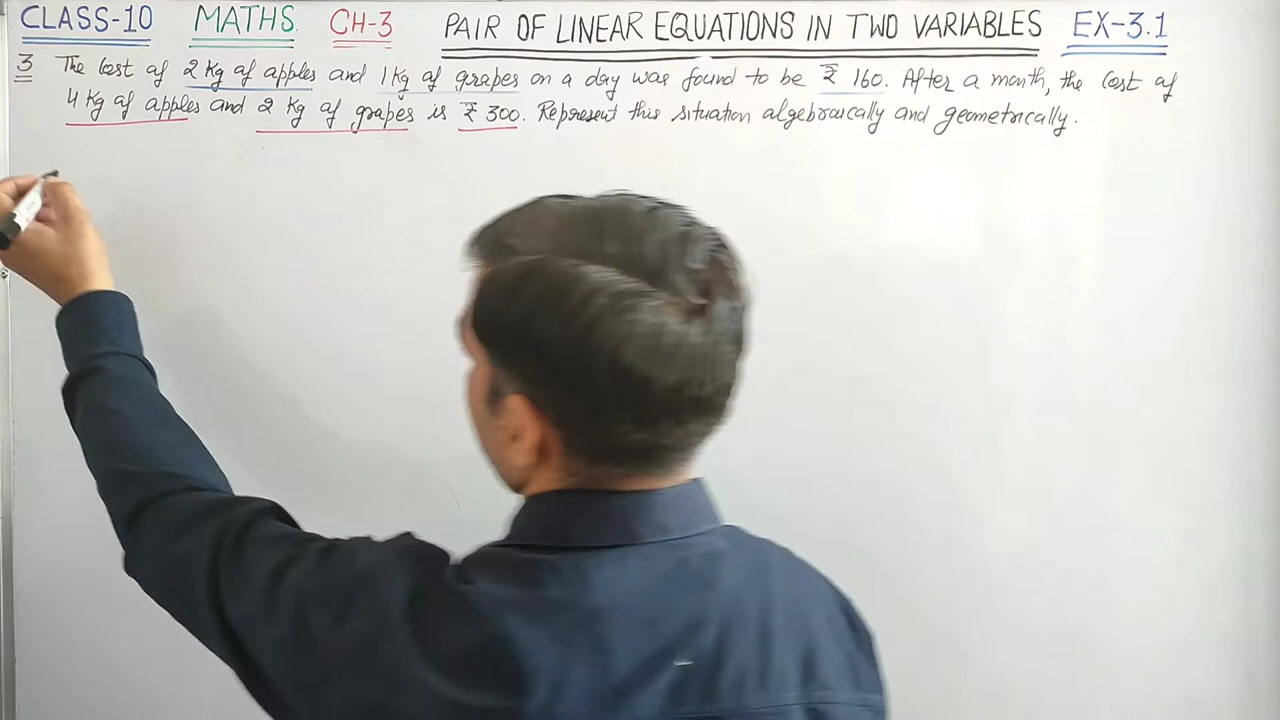 CLASS-10 MATHS CH-3 PAIR OF LINEAR EQUATIONS IN TWO VARIABLES EX-3.1
3 The cost of 2 kg of apples and 1 kg of grapes on a day was found to be ₹ 160. After a month, the cost of
4 kg of apples and 2 kg of grapes is ₹ 300. Represent this situation algebraically and geometrically.